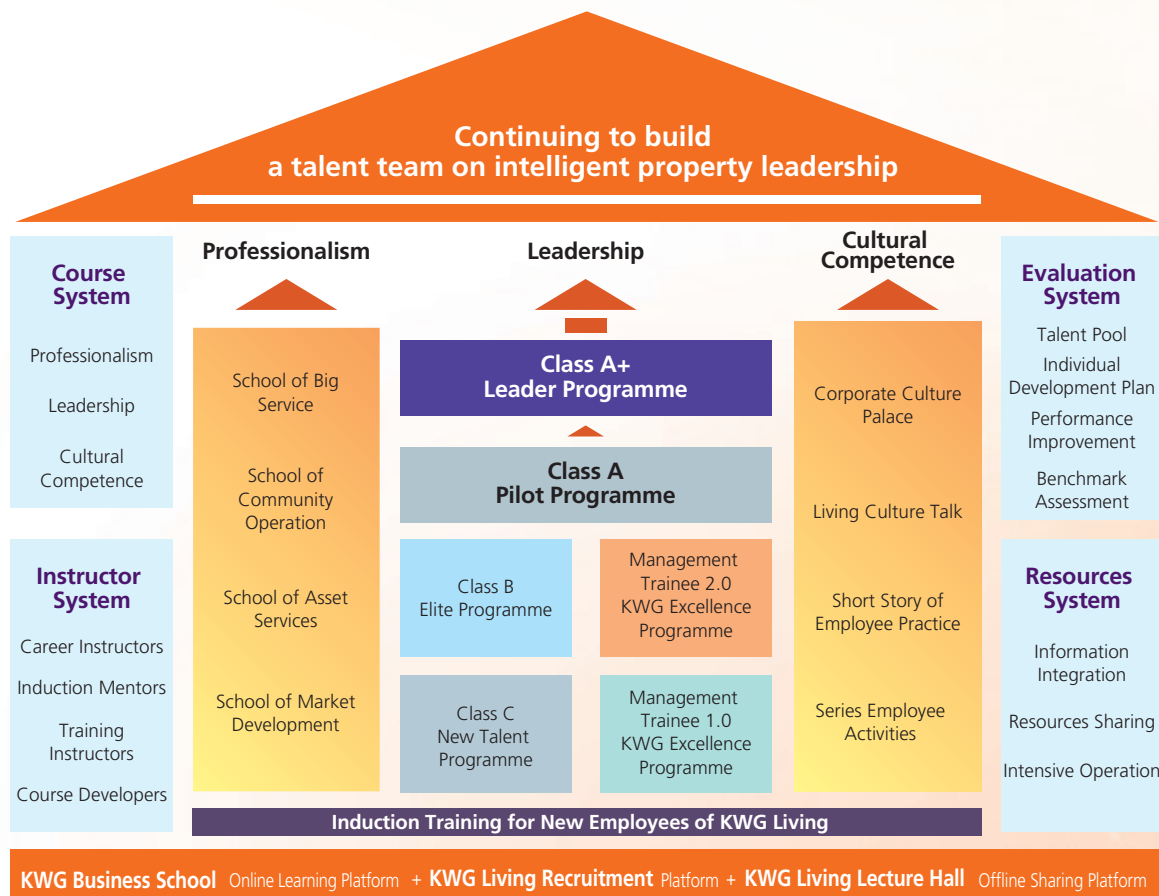 Continuing to build
a talent team on intelligent property leadership
Course
System
Professionalism
Leadership
Cultural
Competence
Instructor
System
Career Instructors
Induction Mentors
Training
Instructors
Course Developers
Professionalism
School of Big
Service
School of
Community
Operation
School of Asset
Services
School of Market
Development
Leadership
Class A+
Leader Programme
Class A
Pilot Programme
Class B
Elite Programme
Management
Trainee 2.0
KWG Excellence
Programme
Class C
New Talent
Programme
Management
Trainee 1.0
KWG Excellence
Programme
Cultural
Competence
Corporate Culture
Palace
Living Culture Talk
Short Story of
Employee Practice
Series Employee
Activities
Evaluation
System
Talent Pool
Individual
Development Plan
Performance
Improvement
Benchmark
Assessment
Resources
System
Information
Integration
Resources Sharing
Intensive Operation
Induction Training for New Employees of KWG Living
KWG Business School Online Learning Platform + KWG Living Recruitment Platform + KWG Living Lecture Hall Offline Sharing Platform